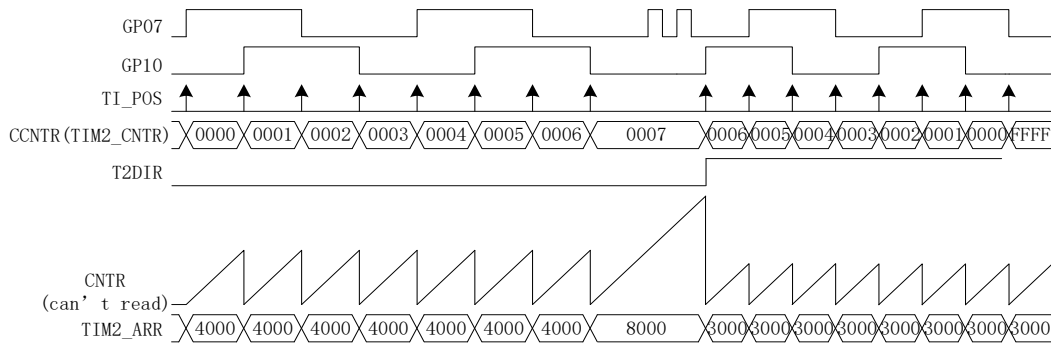 GP07
GP10
TI_POS
CCNTR(TIM2_CNTR) 0000 0001 0002 0003 0004 0005 0006 0007 0006 0005 0004 0003 0002 0001 0000 FFFF
T2DIR
CNTR
(can't read)
TIM2_ARR 4000 4000 4000 4000 4000 4000 4000 8000 3000 3000 3000 3000 3000 3000 3000 3000